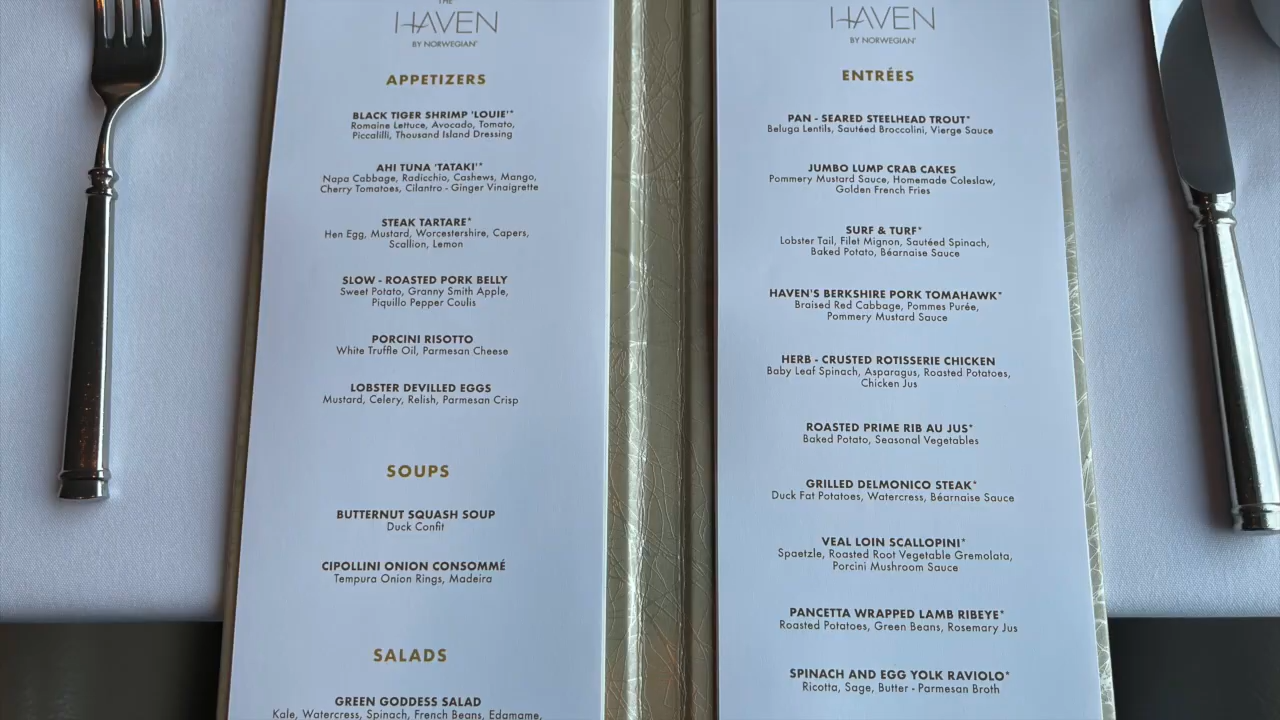 THE
HAVEN
BY NORWEGIAN®
APPETIZERS
BLACK TIGER SHRIMP 'LOUIE'*
Romaine Lettuce, Avocado, Tomato,
Piccalilli, Thousand Island Dressing
AHI TUNA 'TATAKI'*
Napa Cabbage, Radicchio, Cashews, Mango,
Cherry Tomatoes, Cilantro - Ginger Vinaigrette
STEAK TARTARE*
Hen Egg, Mustard, Worcestershire, Capers,
Scallion, Lemon
SLOW - ROASTED PORK BELLY
Sweet Potato, Granny Smith Apple,
Piquillo Pepper Coulis
PORCINI RISOTTO
White Truffle Oil, Parmesan Cheese
LOBSTER DEVILLED EGGS
Mustard, Celery, Relish, Parmesan Crisp
SOUPS
BUTTERNUT SQUASH SOUP
Duck Confit
CIPOLLINI ONION CONSOMMÉ
Tempura Onion Rings, Madeira
SALADS
GREEN GODDESS SALAD
Kale, Watercress, Spinach, French Beans, Edamame,
HAVEN
BY NORWEGIAN®
ENTRÉES
PAN - SEARED STEELHEAD TROUT*
Beluga Lentils, Sautéed Broccolini, Vierge Sauce
JUMBO LUMP CRAB CAKES
Pommery Mustard Sauce, Homemade Coleslaw,
Golden French Fries
SURF & TURF*
Lobster Tail, Filet Mignon, Sautéed Spinach,
Baked Potato, Béarnaise Sauce
HAVEN'S BERKSHIRE PORK TOMAHAWK*
Braised Red Cabbage, Pommes Purée,
Pommery Mustard Sauce
HERB - CRUSTED ROTISSERIE CHICKEN
Baby Leaf Spinach, Asparagus, Roasted Potatoes,
Chicken Jus
ROASTED PRIME RIB AU JUS*
Baked Potato, Seasonal Vegetables
GRILLED DELMONICO STEAK*
Duck Fat Potatoes, Watercress, Béarnaise Sauce
VEAL LOIN SCALLOPINI*
Spaetzle, Roasted Root Vegetable Gremolata,
Porcini Mushroom Sauce
PANCETTA WRAPPED LAMB RIBEYE*
Roasted Potatoes, Green Beans, Rosemary Jus
SPINACH AND EGG YOLK RAVIOLO*
Ricotta, Sage, Butter - Parmesan Broth